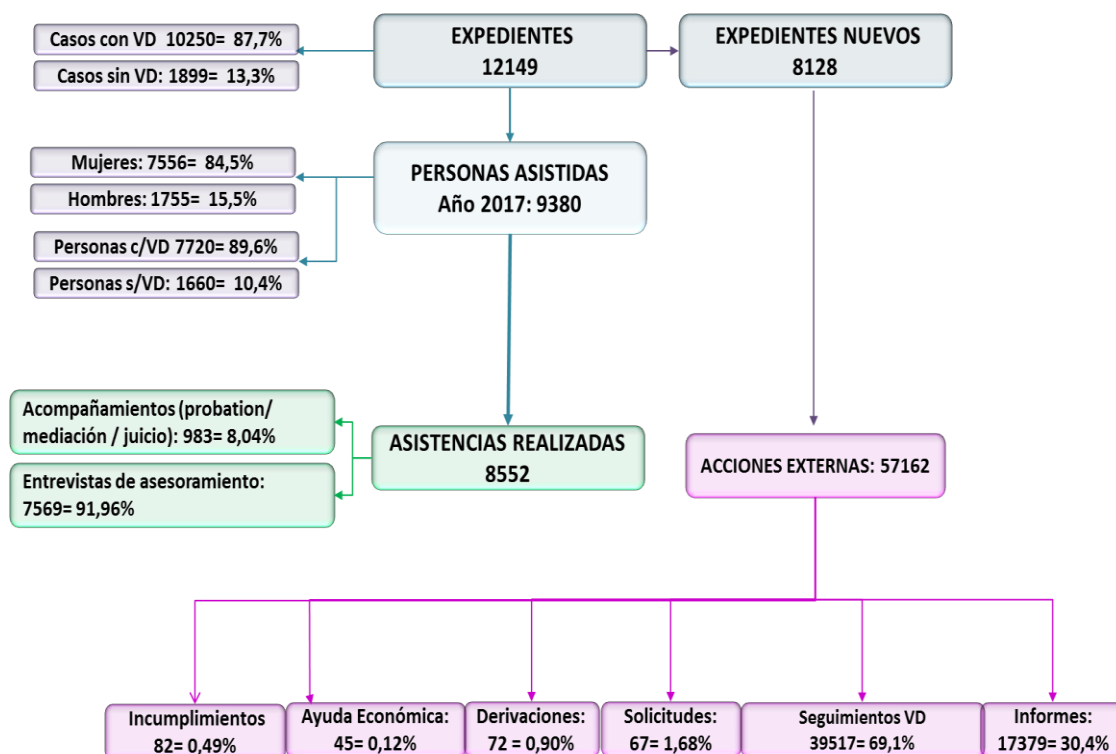 Casos con VD 10250= 87,7%
Casos sin VD: 1899= 13,3%
EXPEDIENTES
12149
EXPEDIENTES NUEVOS
8128
Mujeres: 7556= 84,5%
Hombres: 1755= 15,5%
Personas c/VD 7720= 89,6%
Personas s/VD: 1660= 10,4%
PERSONAS ASISTIDAS
Año 2017: 9380
Acompañamientos (probation/
mediación / juicio): 983= 8,04%
Entrevistas de asesoramiento:
7569= 91,96%
ASISTENCIAS REALIZADAS
8552
ACCIONES EXTERNAS: 57162
Incumplimientos
82= 0,49%
Ayuda Económica:
45= 0,12%
Derivaciones:
72 = 0,90%
Solicitudes:
67= 1,68%
Seguimientos VD
39517= 69,1%
Informes:
17379= 30,4%